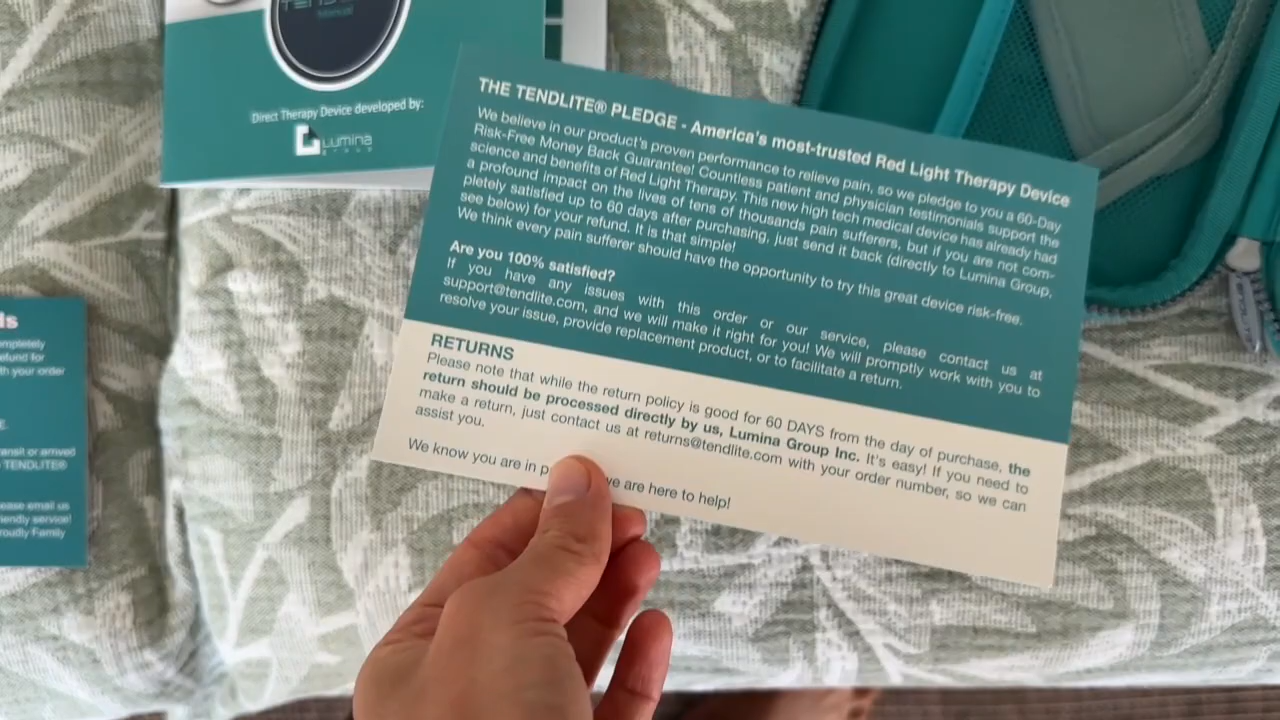 TENDL
Manual
Direct Therapy Device developed by:
Lumina
group
THE TENDLITE® PLEDGE - America's most-trusted Red Light Therapy Device
We believe in our product's proven performance to relieve pain, so we pledge to you a 60-Day
Risk-Free Money Back Guarantee! Countless patient and physician testimonials support the
science and benefits of Red Light Therapy. This new high tech medical device has already had
a profound impact on the lives of tens of thousands pain sufferers, but if you are not com-
pletely satisfied up to 60 days after purchasing, just send it back (directly to Lumina Group,
see below) for your refund. It is that simple!
We think every pain sufferer should have the opportunity to try this great device risk-free.
Are you 100% satisfied?
If you have any issues with this order or our service, please contact us at
support@tendlite.com, and we will make it right for you! We will promptly work with you to
resolve your issue, provide replacement product, or to facilitate a return.
RETURNS
Please note that while the return policy is good for 60 DAYS from the day of purchase, the
return should be processed directly by us, Lumina Group Inc. It's easy! If you need to
make a return, just contact us at returns@tendlite.com with your order number, so we can
assist you.
We know you are in p we are here to help!
ls
ompletely
efund for
th your order
E.
ransit or arrived
TENDLITE®
ease email us
iendly service!
roudly Family